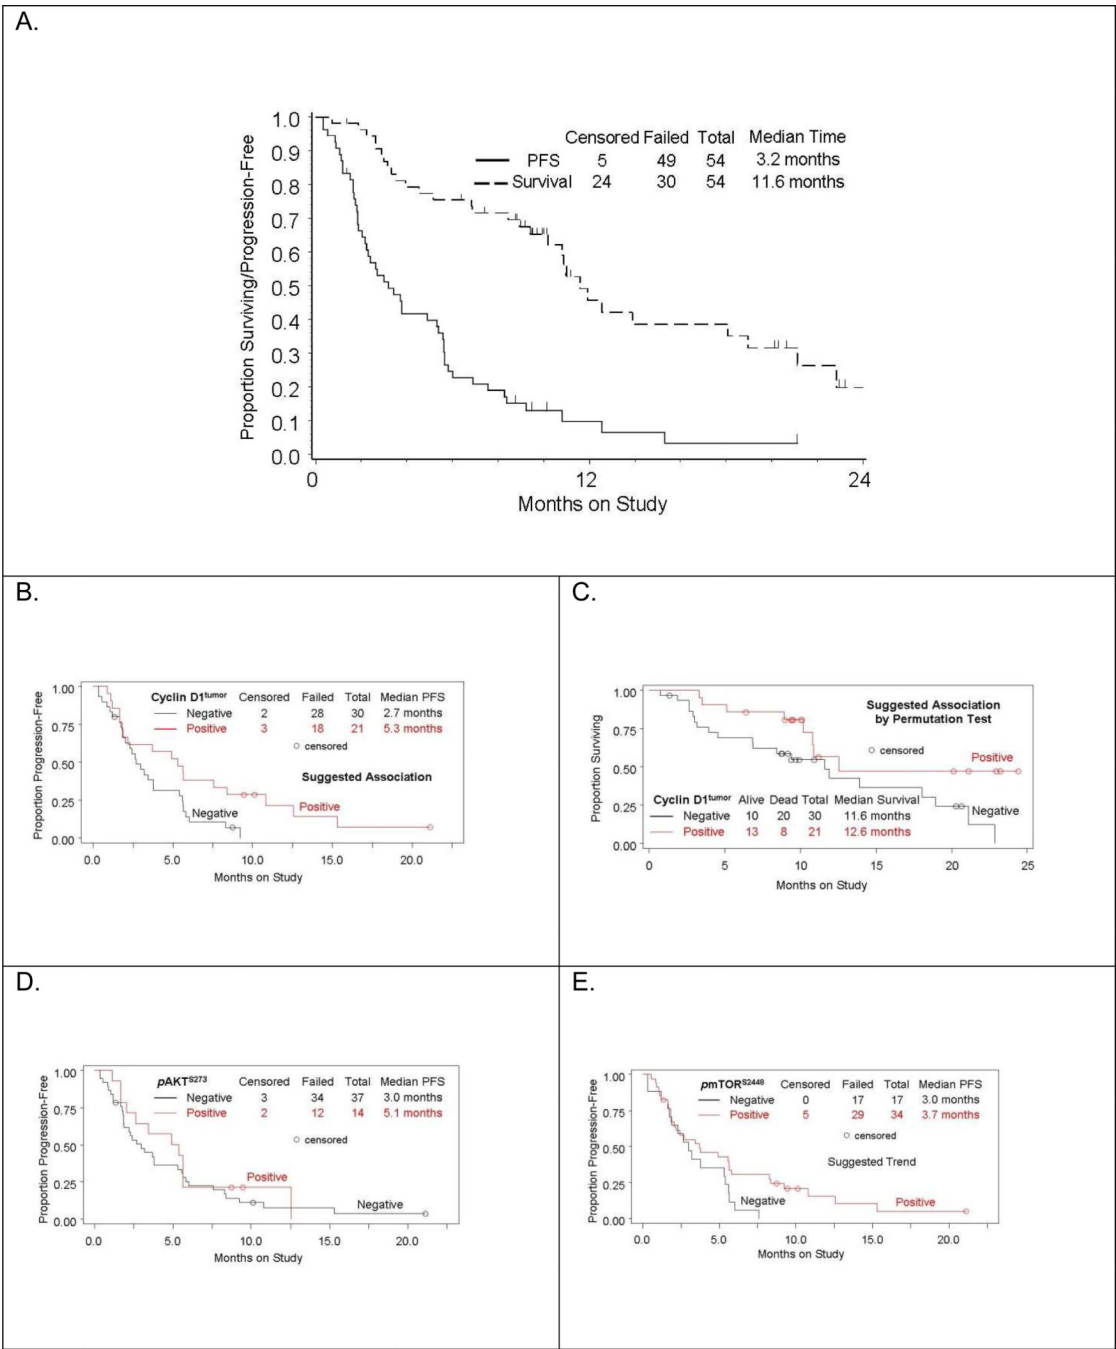 A.
Proportion Surviving/Progression-Free
1.0
0.9
0.8
0.7
0.6
0.5
0.4
0.3
0.2
0.1
0.0
Censored Failed Total Median Time
PFS 5 49 54 3.2 months
Survival 24 30 54 11.6 months
0 12 24
Months on Study
B.
Proportion Progression-Free
1.00
0.75
0.50
0.25
0.00
Cyclin D1tumor Censored Failed Total Median PFS
Negative 2 28 30 2.7 months
Positive 3 18 21 5.3 months
censored
Suggested Association
Negative
Positive
0.0 5.0 10.0 15.0 20.0
Months on Study
C.
Proportion Surviving
1.00
0.75
0.50
0.25
0.00
Suggested Association
by Permutation Test
censored
Positive
Cyclin D1tumor Alive Dead Total Median Survival
Negative 10 20 30 11.6 months
Positive 13 8 21 12.6 months
Negative
0 5 10 15 20 25
Months on Study
D.
Proportion Progression-Free
1.00
0.75
0.50
0.25
0.00
pAKTS273 Censored Failed Total Median PFS
Negative 3 34 37 3.0 months
Positive 2 12 14 5.1 months
censored
Positive
Negative
0.0 5.0 10.0 15.0 20.0
Months on Study
E.
Proportion Progression-Free
1.00
0.75
0.50
0.25
0.00
pmTORS2448 Censored Failed Total Median PFS
Negative 0 17 17 3.0 months
Positive 5 29 34 3.7 months
censored
Suggested Trend
Negative
Positive
0.0 5.0 10.0 15.0 20.0
Months on Study